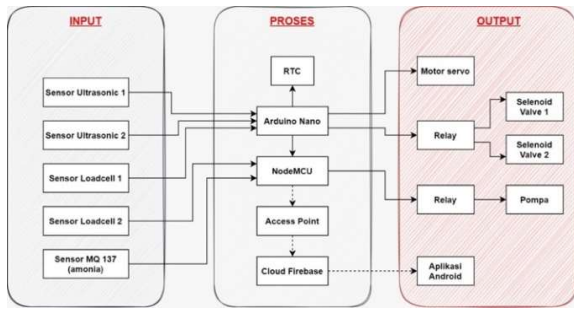 INPUT
Sensor Ultrasonic 1
Sensor Ultrasonic 2
Sensor Loadcell 1
Sensor Loadcell 2
Sensor MQ 137
(amonia)
PROSES
RTC
Arduino Nano
NodeMCU
Access Point
Cloud Firebase
OUTPUT
Motor servo
Relay
Selenoid
Valve 1
Selenoid
Valve 2
Relay
Pompa
Aplikasi
Android